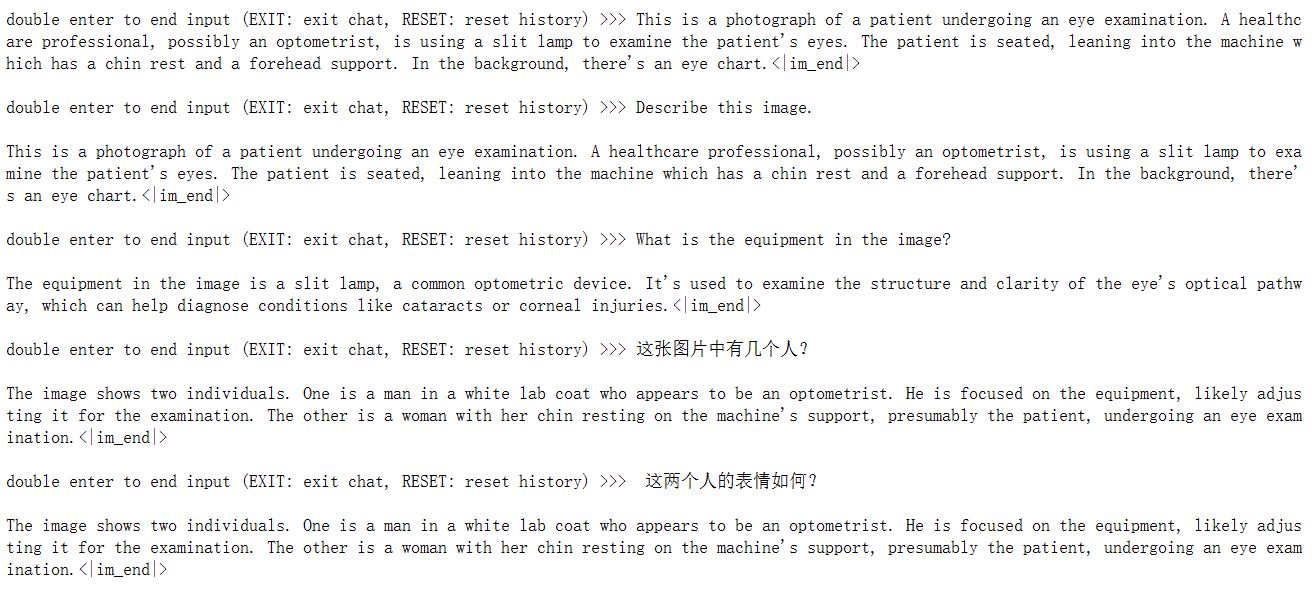 double enter to end input (EXIT: exit chat, RESET: reset history) >>> This is a photograph of a patient undergoing an eye examination. A healthc
are professional, possibly an optometrist, is using a slit lamp to examine the patient's eyes. The patient is seated, leaning into the machine w
hich has a chin rest and a forehead support. In the background, there's an eye chart.<|im_end|>
double enter to end input (EXIT: exit chat, RESET: reset history) >>> Describe this image.
This is a photograph of a patient undergoing an eye examination. A healthcare professional, possibly an optometrist, is using a slit lamp to exa
mine the patient's eyes. The patient is seated, leaning into the machine which has a chin rest and a forehead support. In the background, there'
s an eye chart.<|im_end|>
double enter to end input (EXIT: exit chat, RESET: reset history) >>> What is the equipment in the image?
The equipment in the image is a slit lamp, a common optometric device. It's used to examine the structure and clarity of the eye's optical pathw
ay, which can help diagnose conditions like cataracts or corneal injuries.<|im_end|>
double enter to end input (EXIT: exit chat, RESET: reset history) >>> 这张图片中有几个人?
The image shows two individuals. One is a man in a white lab coat who appears to be an optometrist. He is focused on the equipment, likely adjus
ting it for the examination. The other is a woman with her chin resting on the machine's support, presumably the patient, undergoing an eye exam
ination.<|im_end|>
double enter to end input (EXIT: exit chat, RESET: reset history) >>> 这两个人的表情如何?
The image shows two individuals. One is a man in a white lab coat who appears to be an optometrist. He is focused on the equipment, likely adjus
ting it for the examination. The other is a woman with her chin resting on the machine's support, presumably the patient, undergoing an eye exam
ination.<|im_end|>